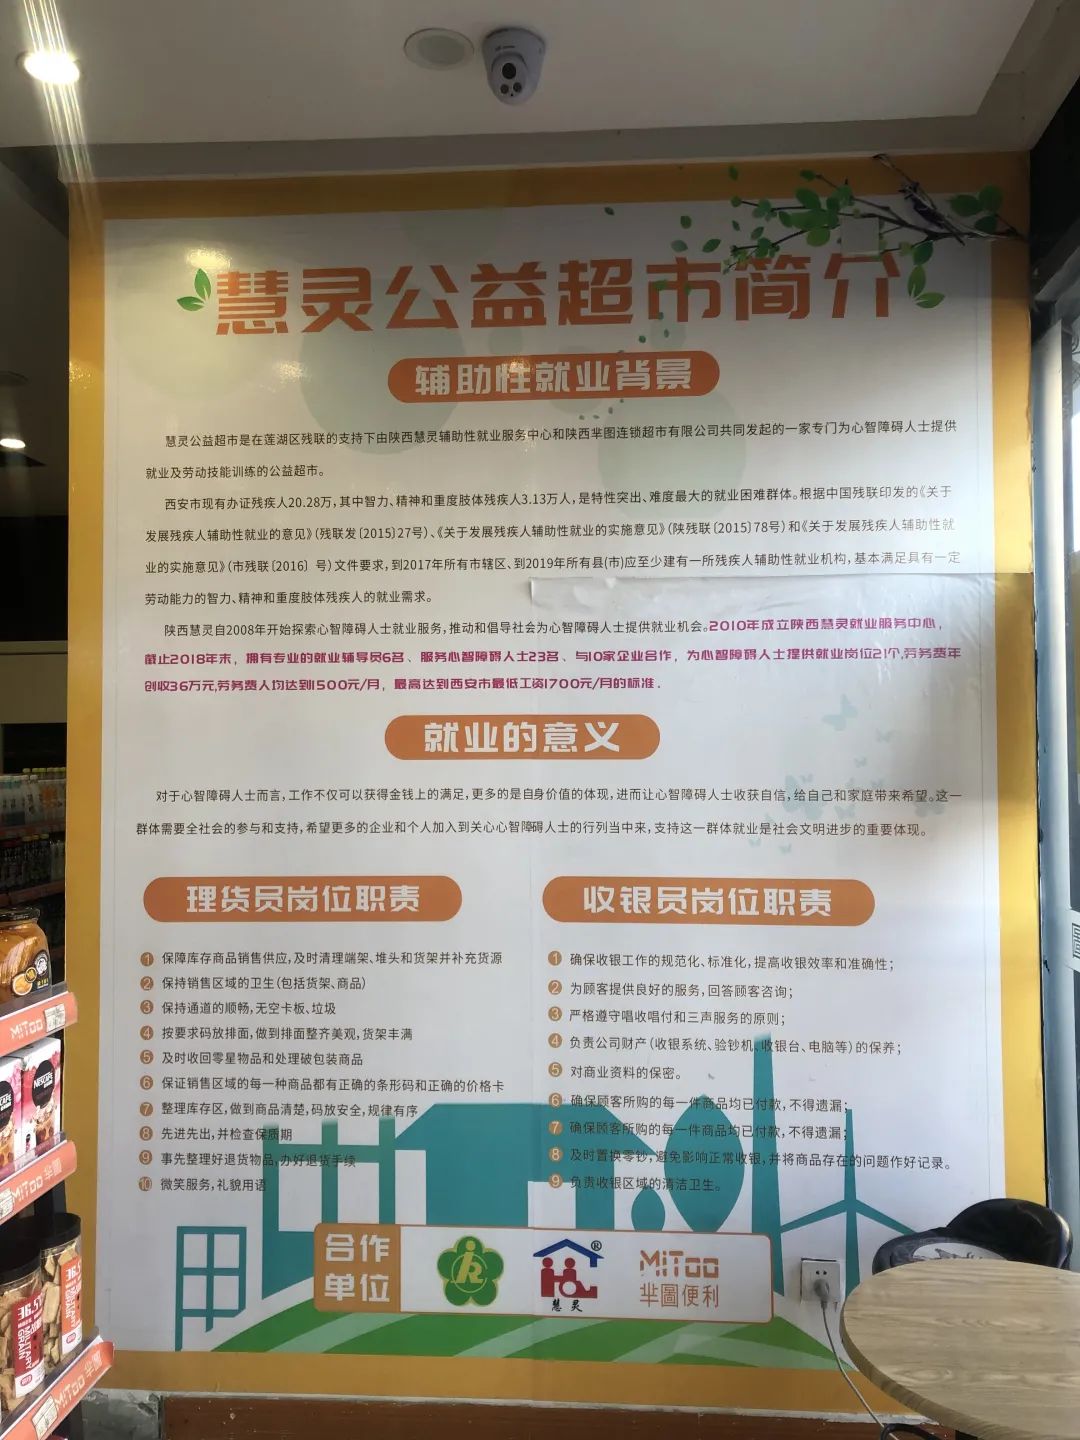 慧灵公益超市简介
辅助性就业背景
慧灵公益超市是在莲湖区残联的支持下由陕西慧灵辅助性就业服务中心和陕西芈图连锁超市有限公司共同发起的一家专门为心智障碍人士提供
就业及劳动技能训练的公益超市。
西安市现有办证残疾人20.28万,其中智力、精神和重度肢体残疾人3.13万人,是特性突出、难度最大的就业困难群体。根据中国残联印发的《关于
发展残疾人辅助性就业的意见》(残联发〔2015〕27号)、《关于发展残疾人辅助性就业的实施意见》(陕残联〔2015〕78号)和《关于发展残疾人辅助性就
业的实施意见》(市残联〔2016〕号)文件要求,到2017年所有市辖区、到2019年所有县(市)应至少建有一所残疾人辅助性就业机构,基本满足具有一定
劳动能力的智力、精神和重度肢体残疾人的就业需求。
陕西慧灵自2008年开始探索心智障碍人士就业服务,推动和倡导社会为心智障碍人士提供就业机会。2010年成立陕西慧灵就业服务中心,
截止2018年末,拥有专业的就业辅导员6名、服务心智障碍人士23名、与10家企业合作,为心智障碍人士提供就业岗位21个,劳务费年
创收36万元,劳务费人均达到1500元/月,最高达到西安市最低工资1700元/月的标准.
就业的意义
对于心智障碍人士而言,工作不仅可以获得金钱上的满足,更多的是自身价值的体现,进而让心智障碍人士收获自信,给自己和家庭带来希望。这一
群体需要全社会的参与和支持,希望更多的企业和个人加入到关心心智障碍人士的行列当中来,支持这一群体就业是社会文明进步的重要体现。
理货员岗位职责
1 保障库存商品销售供应,及时清理端架、堆头和货架并补充货源
2 保持销售区域的卫生(包括货架、商品)
3 保持通道的顺畅,无空卡板、垃圾
4 按要求码放排面,做到排面整齐美观,货架丰满
5 及时收回零星物品和处理破包装商品
6 保证销售区域的每一种商品都有正确的条形码和正确的价格卡
7 整理库存区,做到商品清楚,码放安全,规律有序
8 先进先出,并检查保质期
9 事先整理好退货物品,办好退货手续
10 微笑服务,礼貌用语
收银员岗位职责
1 确保收银工作的规范化、标准化,提高收银效率和准确性;
2 为顾客提供良好的服务,回答顾客咨询;
3 严格遵守唱收唱付和三声服务的原则;
4 负责公司财产(收银系统、验钞机、收银台、电脑等)的保养;
5 对商业资料的保密。
6 确保顾客所购的每一件商品均已付款,不得遗漏;
7 确保顾客所购的每一件商品均已付款,不得遗漏;
8 及时置换零钞,避免影响正常收银,并将商品存在的问题作好记录。
9 负责收银区域的清洁卫生。
合作
单位
慧灵
®
MiToo
芈圖便利
MiToo
NESCAFE
MiToo 芈圖
36.5°
MiToo 芈圖